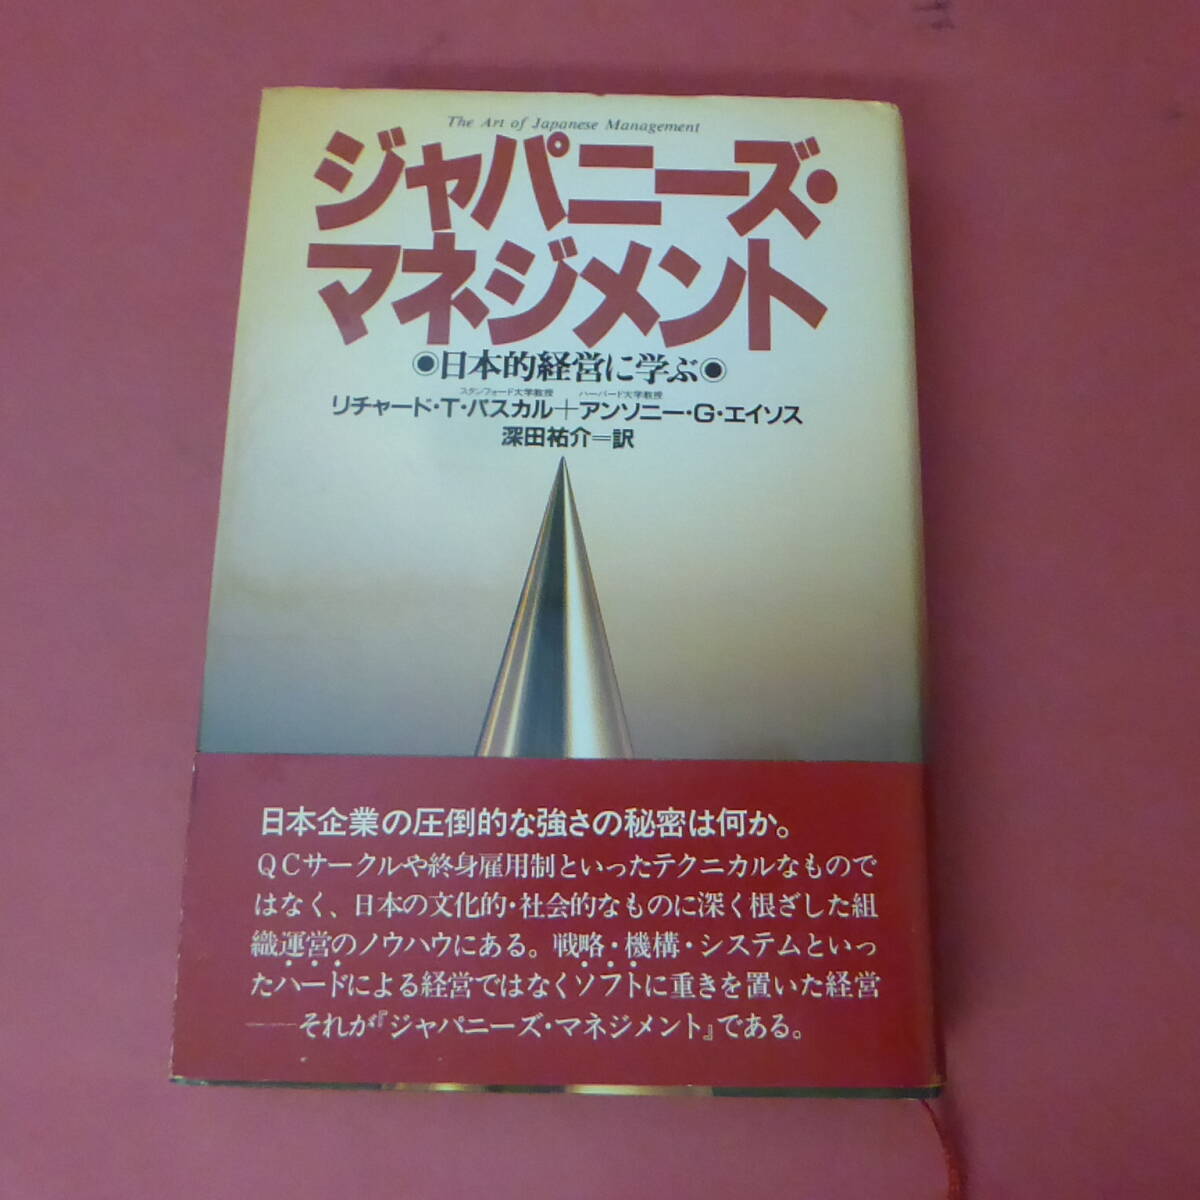 The Art of Japanese Management
ジャパニーズ・
マネジメント
◉日本的経営に学ぶ◉
スタンフォード大学教授 ハーバード大学教授
リチャード・T・パスカル＋アンソニー・G・エイソス
深田祐介＝訳
日本企業の圧倒的な強さの秘密は何か。
QCサークルや終身雇用制といったテクニカルなもので
はなく、日本の文化的・社会的なものに深く根ざした組
織運営のノウハウにある。戦略・機構・システムといっ
たハードによる経営ではなくソフトに重きを置いた経営
──それが『ジャパニーズ・マネジメント』である。